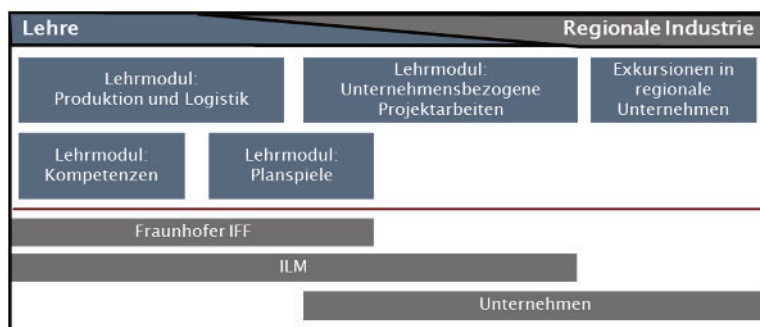 Lehre
Regionale Industrie
Lehrmodul:
Produktion und Logistik
Lehrmodul:
Unternehmensbezogene
Projektarbeiten
Exkursionen in
regionale
Unternehmen
Lehrmodul:
Kompetenzen
Lehrmodul:
Planspiele
Fraunhofer IFF
ILM
Unternehmen